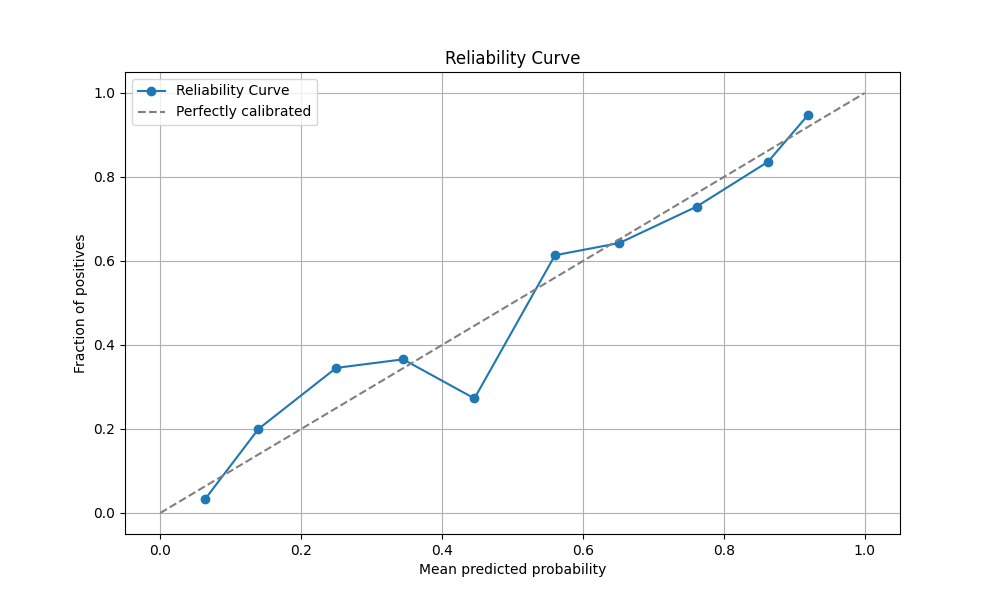 Reliability Curve
Reliability Curve
Perfectly calibrated
1.0
0.8
0.6
0.4
0.2
0.0
Fraction of positives
0.0 0.2 0.4 0.6 0.8 1.0
Mean predicted probability